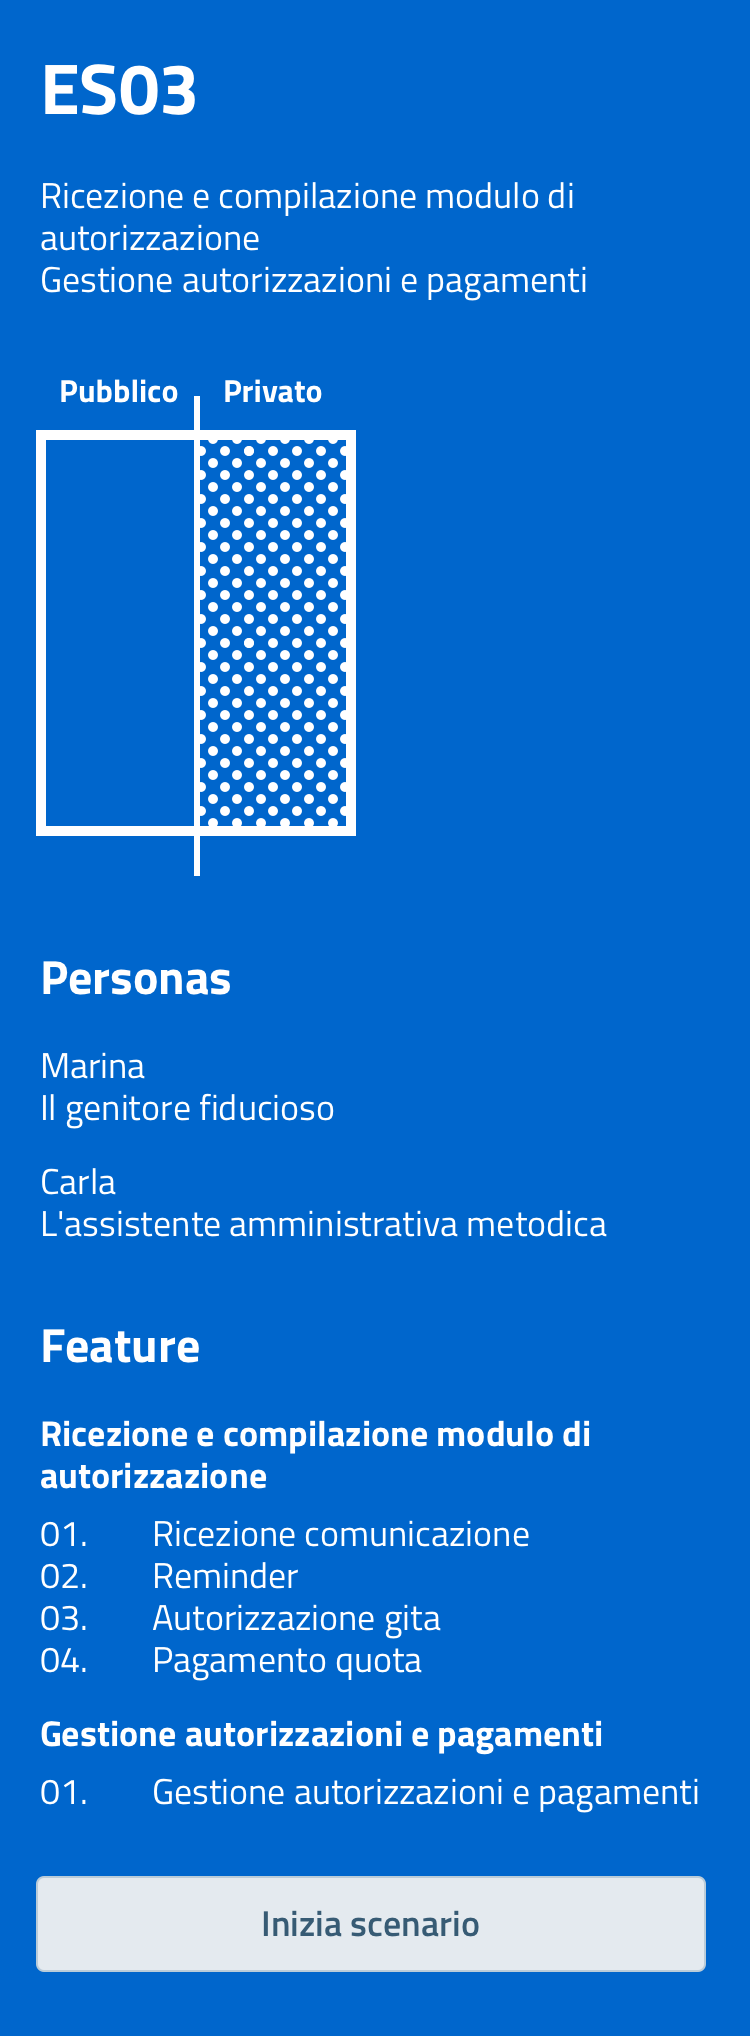 ES03
Ricezione e compilazione modulo di
autorizzazione
Gestione autorizzazioni e pagamenti
Pubblico
Privato
Personas
Marina
Il genitore fiducioso
Carla
L'assistente amministrativa metodica
Feature
Ricezione e compilazione modulo di
autorizzazione
01. Ricezione comunicazione
02. Reminder
03. Autorizzazione gita
04. Pagamento quota
Gestione autorizzazioni e pagamenti
01. Gestione autorizzazioni e pagamenti
Inizia scenario